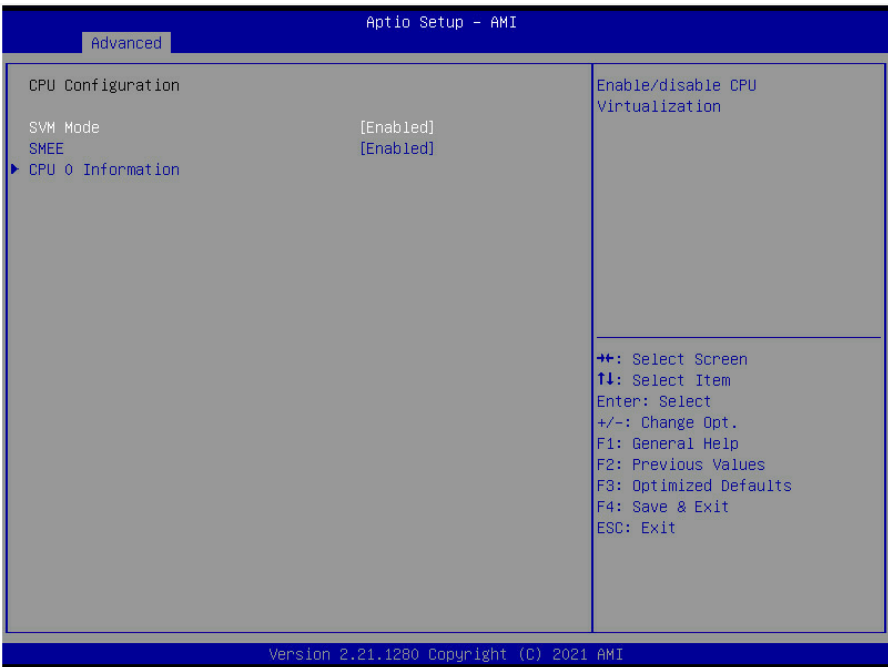 Aptio Setup – AMI
Advanced
CPU Configuration
SVM Mode [Enabled]
SMEE [Enabled]
CPU 0 Information
Enable/disable CPU
Virtualization
→←: Select Screen
↑↓: Select Item
Enter: Select
+/-: Change Opt.
F1: General Help
F2: Previous Values
F3: Optimized Defaults
F4: Save & Exit
ESC: Exit
Version 2.21.1280 Copyright (C) 2021 AMI